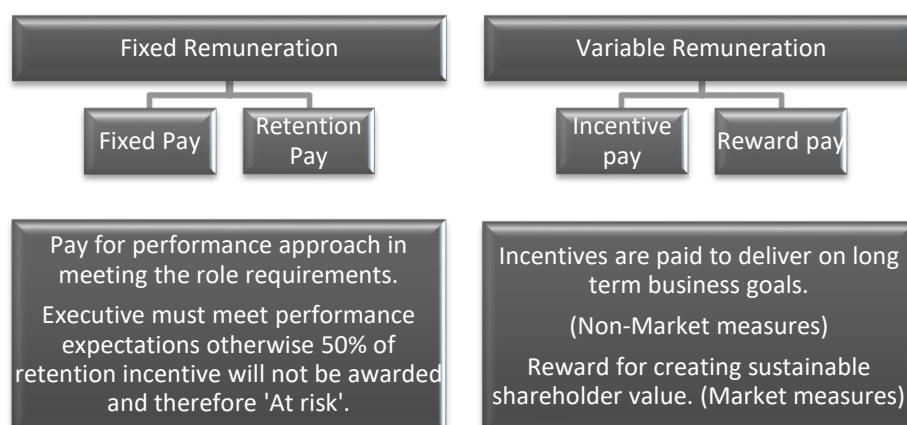 Fixed Remuneration
Fixed Pay
Retention
Pay
Pay for performance approach in
meeting the role requirements.
Executive must meet performance
expectations otherwise 50% of
retention incentive will not be awarded
and therefore 'At risk'.
Variable Remuneration
Incentive
pay
Reward pay
Incentives are paid to deliver on long
term business goals.
(Non-Market measures)
Reward for creating sustainable
shareholder value. (Market measures)